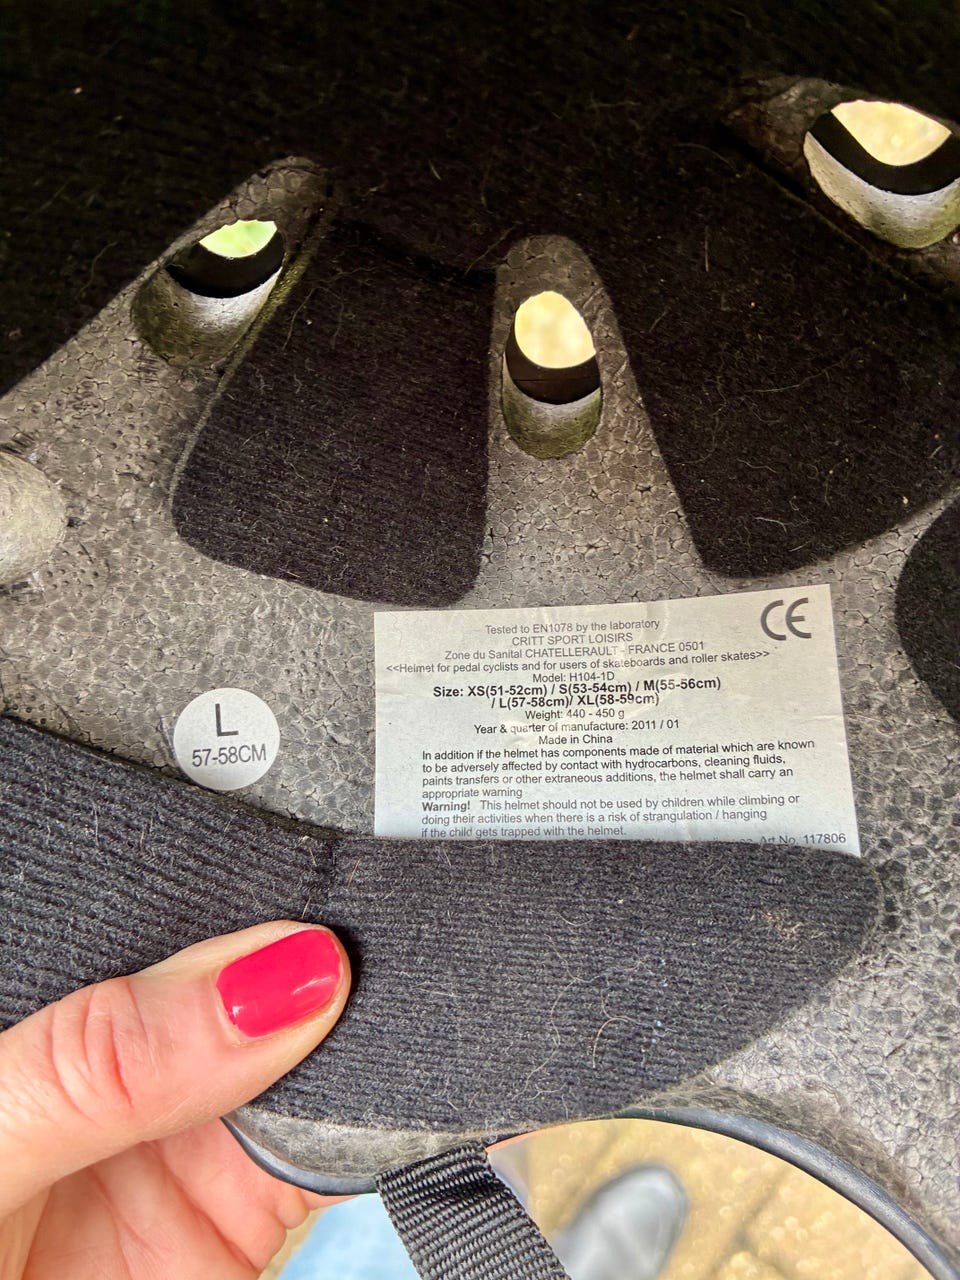 Tested to EN1078 by the laboratory
CRITT SPORT LOISIRS
Zone du Sanital CHATELLERAULT - FRANCE 0501
<<Helmet for pedal cyclists and for users of skateboards and roller skates>>
Model: H104-1D
Size: XS(51-52cm) / S(53-54cm) / M(55-56cm)
/ L(57-58cm)/ XL(58-59cm)
Weight: 440 - 450 g
Year & quarter of manufacture: 2011 / 01
Made in China
In addition if the helmet has components made of material which are known
to be adversely affected by contact with hydrocarbons, cleaning fluids,
paints transfers or other extraneous additions, the helmet shall carry an
appropriate warning
Warning! This helmet should not be used by children while climbing or
doing their activities when there is a risk of strangulation / hanging
if the child gets trapped with the helmet.
Art No. 117806
CE
L
57-58CM